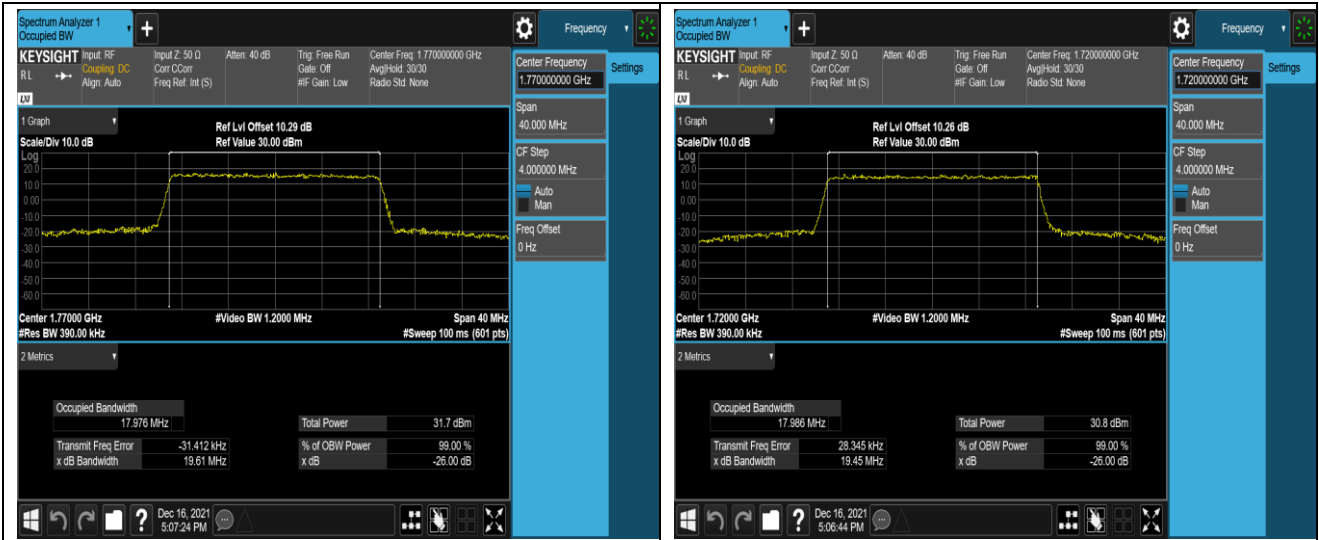 Spectrum Analyzer 1
Occupied BW
+
Frequency
KEYSIGHT Input: RF Input Z: 50 Ω Atten: 40 dB Trig: Free Run Center Freq: 1.770000000 GHz
RL Coupling: DC Corr CCorr Gate: Off Avg|Hold: 30/30
Align: Auto Freq Ref: Int (S) #IF Gain: Low Radio Std: None
LXI
Center Frequency
1.770000000 GHz
Settings
Span
40.000 MHz
CF Step
4.000000 MHz
Auto
Man
Freq Offset
0 Hz
1 Graph
Ref Lvl Offset 10.29 dB
Scale/Div 10.0 dB Ref Value 30.00 dBm
Log
20.0
10.0
0.00
-10.0
-20.0
-30.0
-40.0
-50.0
-60.0
Center 1.77000 GHz #Video BW 1.2000 MHz Span 40 MHz
#Res BW 390.00 kHz #Sweep 100 ms (601 pts)
2 Metrics
Occupied Bandwidth
17.976 MHz Total Power 31.7 dBm
Transmit Freq Error -31.412 kHz % of OBW Power 99.00 %
x dB Bandwidth 19.61 MHz x dB -26.00 dB
? Dec 16, 2021
5:07:24 PM
Spectrum Analyzer 1
Occupied BW
+
Frequency
KEYSIGHT Input: RF Input Z: 50 Ω Atten: 40 dB Trig: Free Run Center Freq: 1.720000000 GHz
RL Coupling: DC Corr CCorr Gate: Off Avg|Hold: 30/30
Align: Auto Freq Ref: Int (S) #IF Gain: Low Radio Std: None
LXI
Center Frequency
1.720000000 GHz
Settings
Span
40.000 MHz
CF Step
4.000000 MHz
Auto
Man
Freq Offset
0 Hz
1 Graph
Ref Lvl Offset 10.26 dB
Scale/Div 10.0 dB Ref Value 30.00 dBm
Log
20.0
10.0
0.00
-10.0
-20.0
-30.0
-40.0
-50.0
-60.0
Center 1.72000 GHz #Video BW 1.2000 MHz Span 40 MHz
#Res BW 390.00 kHz #Sweep 100 ms (601 pts)
2 Metrics
Occupied Bandwidth
17.986 MHz Total Power 30.8 dBm
Transmit Freq Error 28.345 kHz % of OBW Power 99.00 %
x dB Bandwidth 19.45 MHz x dB -26.00 dB
? Dec 16, 2021
5:06:44 PM